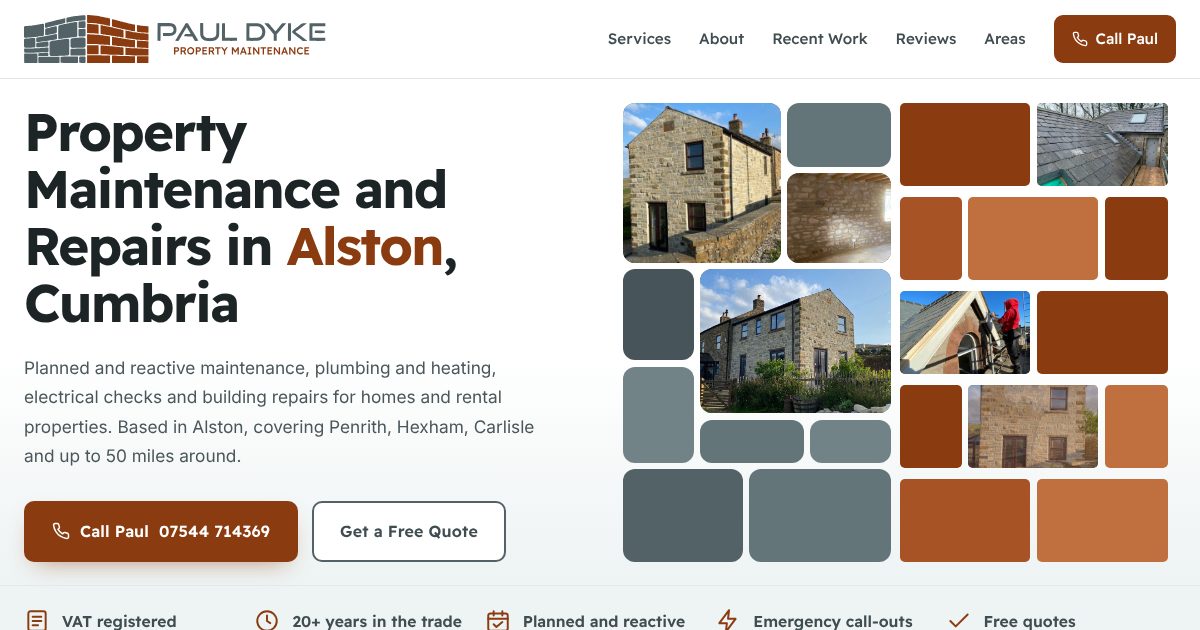 PAUL DYKE
PROPERTY MAINTENANCE
Services
About
Recent Work
Reviews
Areas
Call Paul
Property
Maintenance and
Repairs in Alston,
Cumbria
Planned and reactive maintenance, plumbing and heating,
electrical checks and building repairs for homes and rental
properties. Based in Alston, covering Penrith, Hexham, Carlisle
and up to 50 miles around.
Call Paul 07544 714369
Get a Free Quote
VAT registered
20+ years in the trade
Planned and reactive
Emergency call-outs
Free quotes